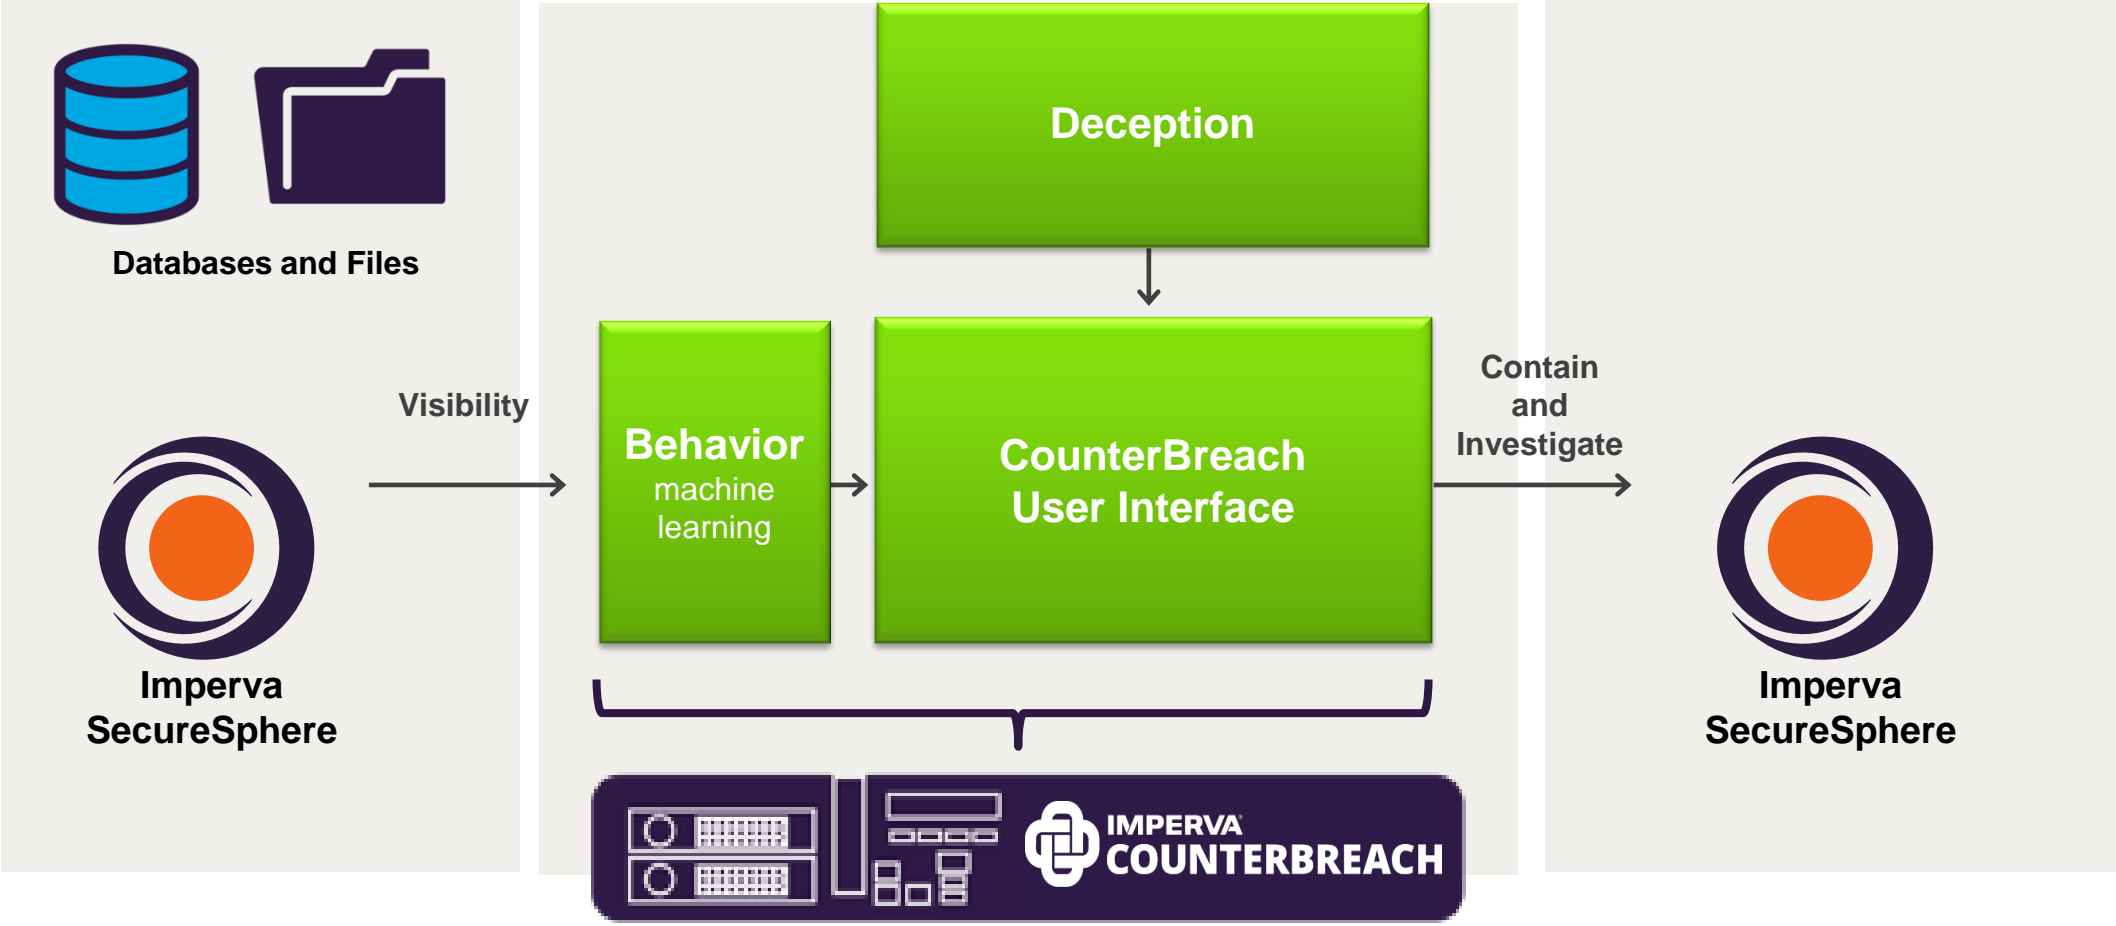 Deception
Databases and Files
Visibility
Behavior
machine
learning
CounterBreach
User Interface
Contain
and
Investigate
Imperva
SecureSphere
Imperva
SecureSphere
IMPERVA
COUNTERBREACH